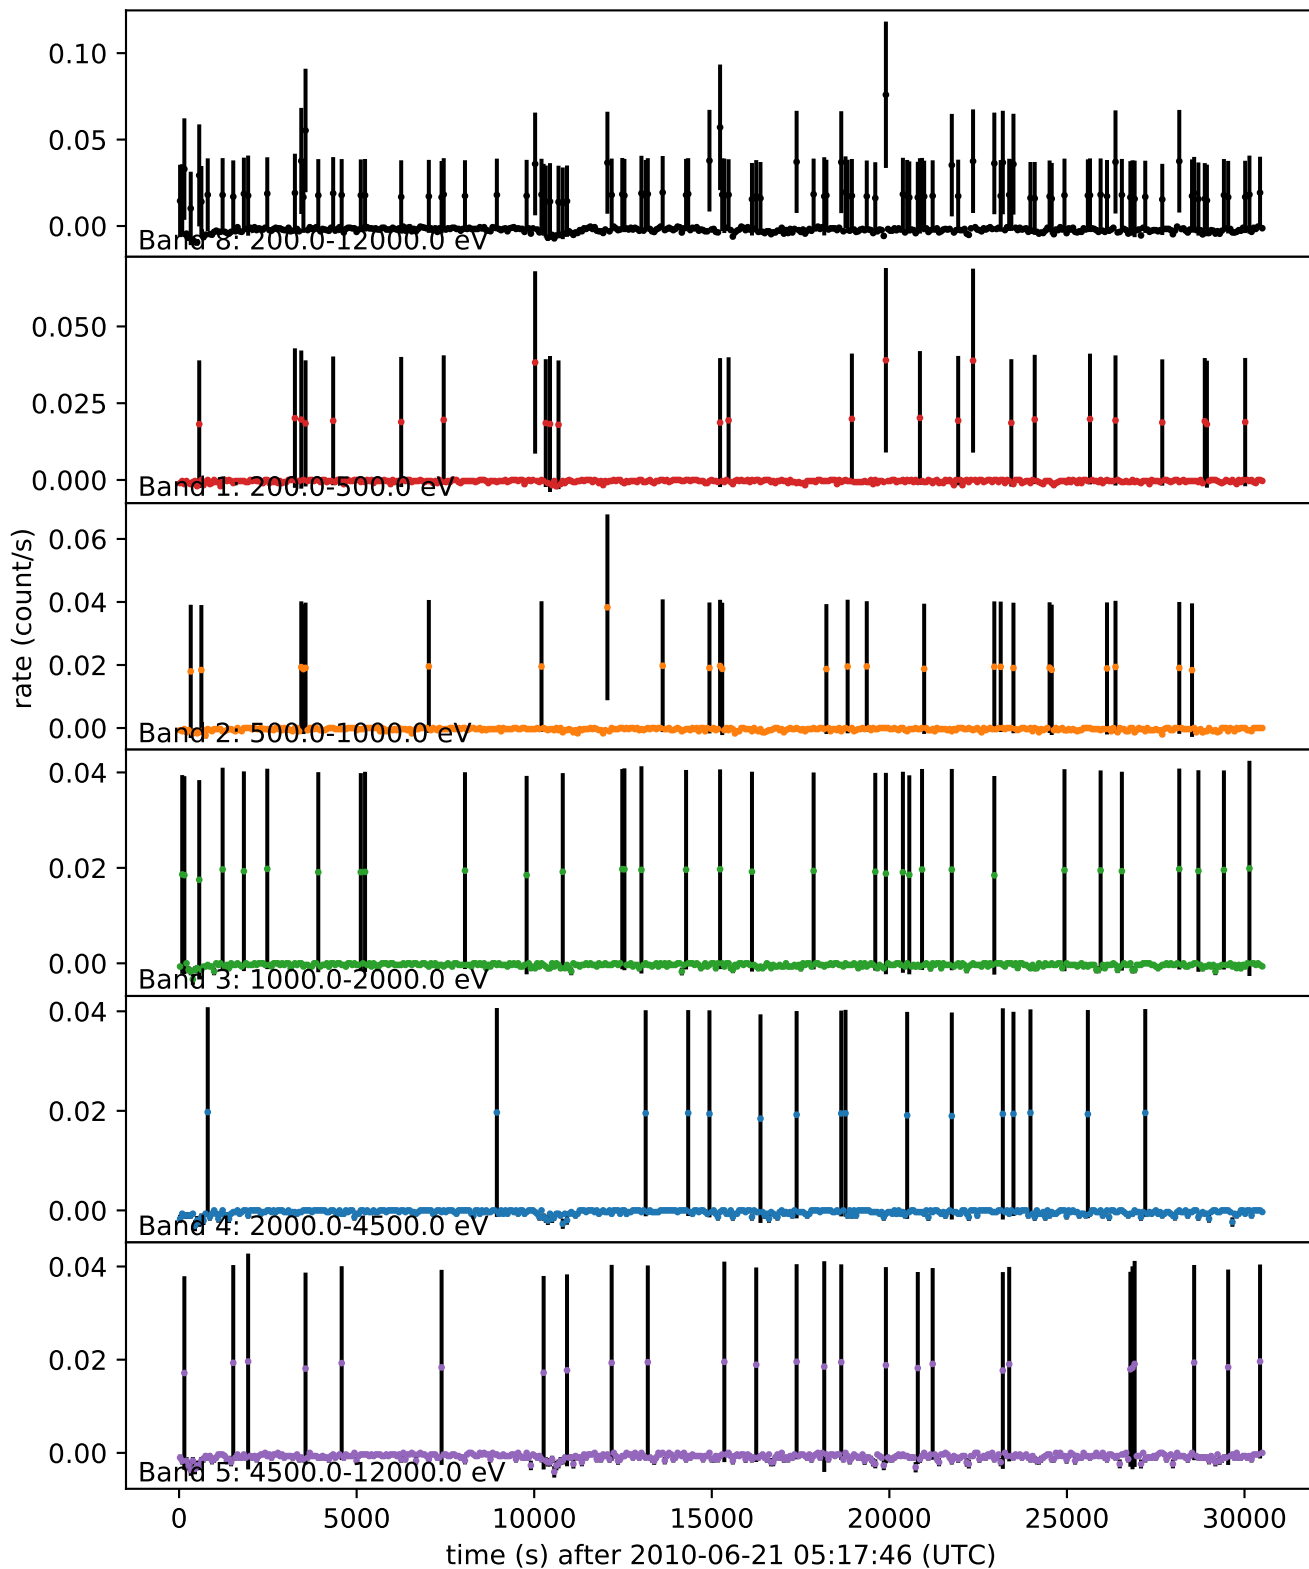 0.10
0.05
0.00
Band 8: 200.0-12000.0 eV
0.050
0.025
0.000
Band 1: 200.0-500.0 eV
rate (count/s)
0.06
0.04
0.02
0.00
Band 2: 500.0-1000.0 eV
0.04
0.02
0.00
Band 3: 1000.0-2000.0 eV
0.04
0.02
0.00
Band 4: 2000.0-4500.0 eV
0.04
0.02
0.00
Band 5: 4500.0-12000.0 eV
0 5000 10000 15000 20000 25000 30000
time (s) after 2010-06-21 05:17:46 (UTC)